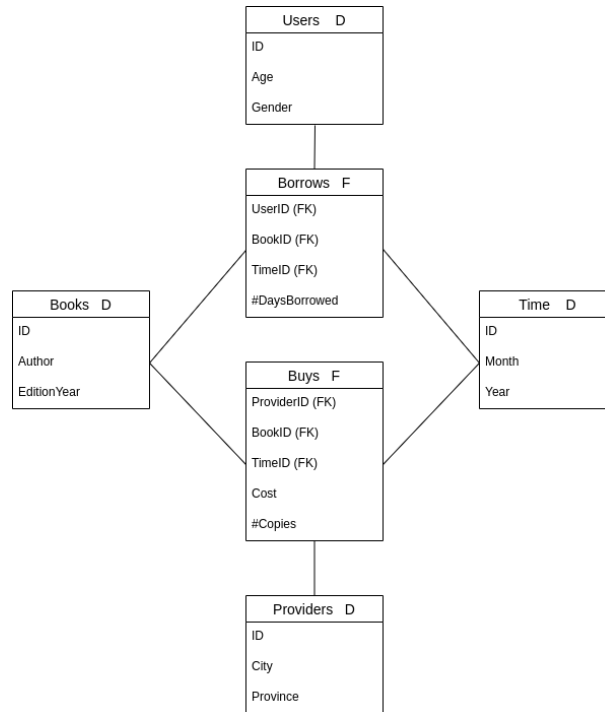 Users D
ID
Age
Gender
Borrows F
UserID (FK)
BookID (FK)
TimeID (FK)
#DaysBorrowed
Books D
ID
Author
EditionYear
Time D
ID
Month
Year
Buys F
ProviderID (FK)
BookID (FK)
TimeID (FK)
Cost
#Copies
Providers D
ID
City
Province